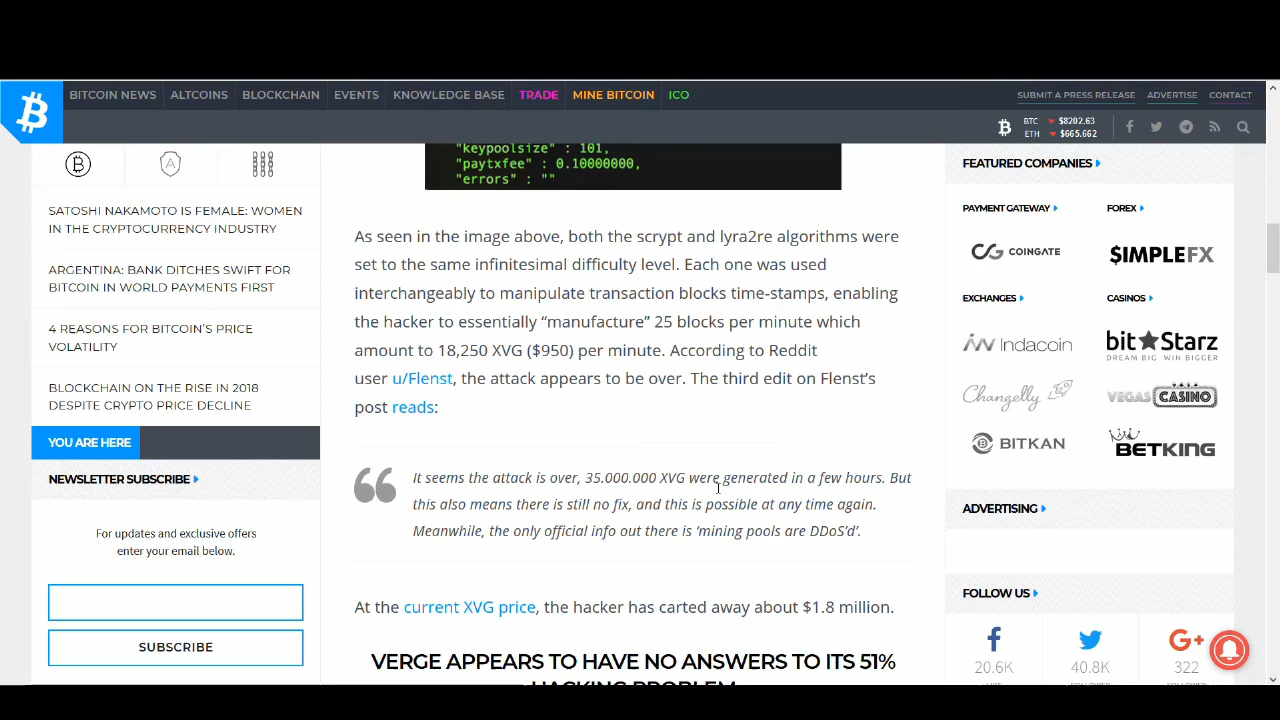 BITCOIN NEWS ALTCOINS BLOCKCHAIN EVENTS KNOWLEDGE BASE TRADE MINE BITCOIN ICO
SUBMIT A PRESS RELEASE ADVERTISE CONTACT
BTC $8202.63
ETH $665.662
SATOSHI NAKAMOTO IS FEMALE: WOMEN
IN THE CRYPTOCURRENCY INDUSTRY
ARGENTINA: BANK DITCHES SWIFT FOR
BITCOIN IN WORLD PAYMENTS FIRST
4 REASONS FOR BITCOIN'S PRICE
VOLATILITY
BLOCKCHAIN ON THE RISE IN 2018
DESPITE CRYPTO PRICE DECLINE
YOU ARE HERE
NEWSLETTER SUBSCRIBE
For updates and exclusive offers
enter your email below.
SUBSCRIBE
"keypoolsize" : 101,
"paytxfee" : 0.10000000,
"errors" : ""
As seen in the image above, both the scrypt and lyra2re algorithms were
set to the same infinitesimal difficulty level. Each one was used
interchangeably to manipulate transaction blocks time-stamps, enabling
the hacker to essentially “manufacture” 25 blocks per minute which
amount to 18,250 XVG ($950) per minute. According to Reddit
user u/Flenst, the attack appears to be over. The third edit on Flenst’s
post reads:
It seems the attack is over, 35.000.000 XVG were generated in a few hours. But
this also means there is still no fix, and this is possible at any time again.
Meanwhile, the only official info out there is ‘mining pools are DDoS’d’.
At the current XVG price, the hacker has carted away about $1.8 million.
VERGE APPEARS TO HAVE NO ANSWERS TO ITS 51%
HACKING PROBLEM
FEATURED COMPANIES
PAYMENT GATEWAY FOREX
COINGATE $IMPLEFX
EXCHANGES CASINOS
Indacoin bitStarz
DREAM BIG. WIN BIGGER
Changelly VEGAS CASINO
BITKAN BETKING
ADVERTISING
FOLLOW US
20.6K 40.8K 322